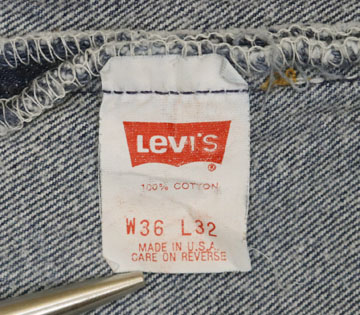 Levi's®
100% COTTON
W36 L32
MADE IN U.S.A.
CARE ON REVERSE